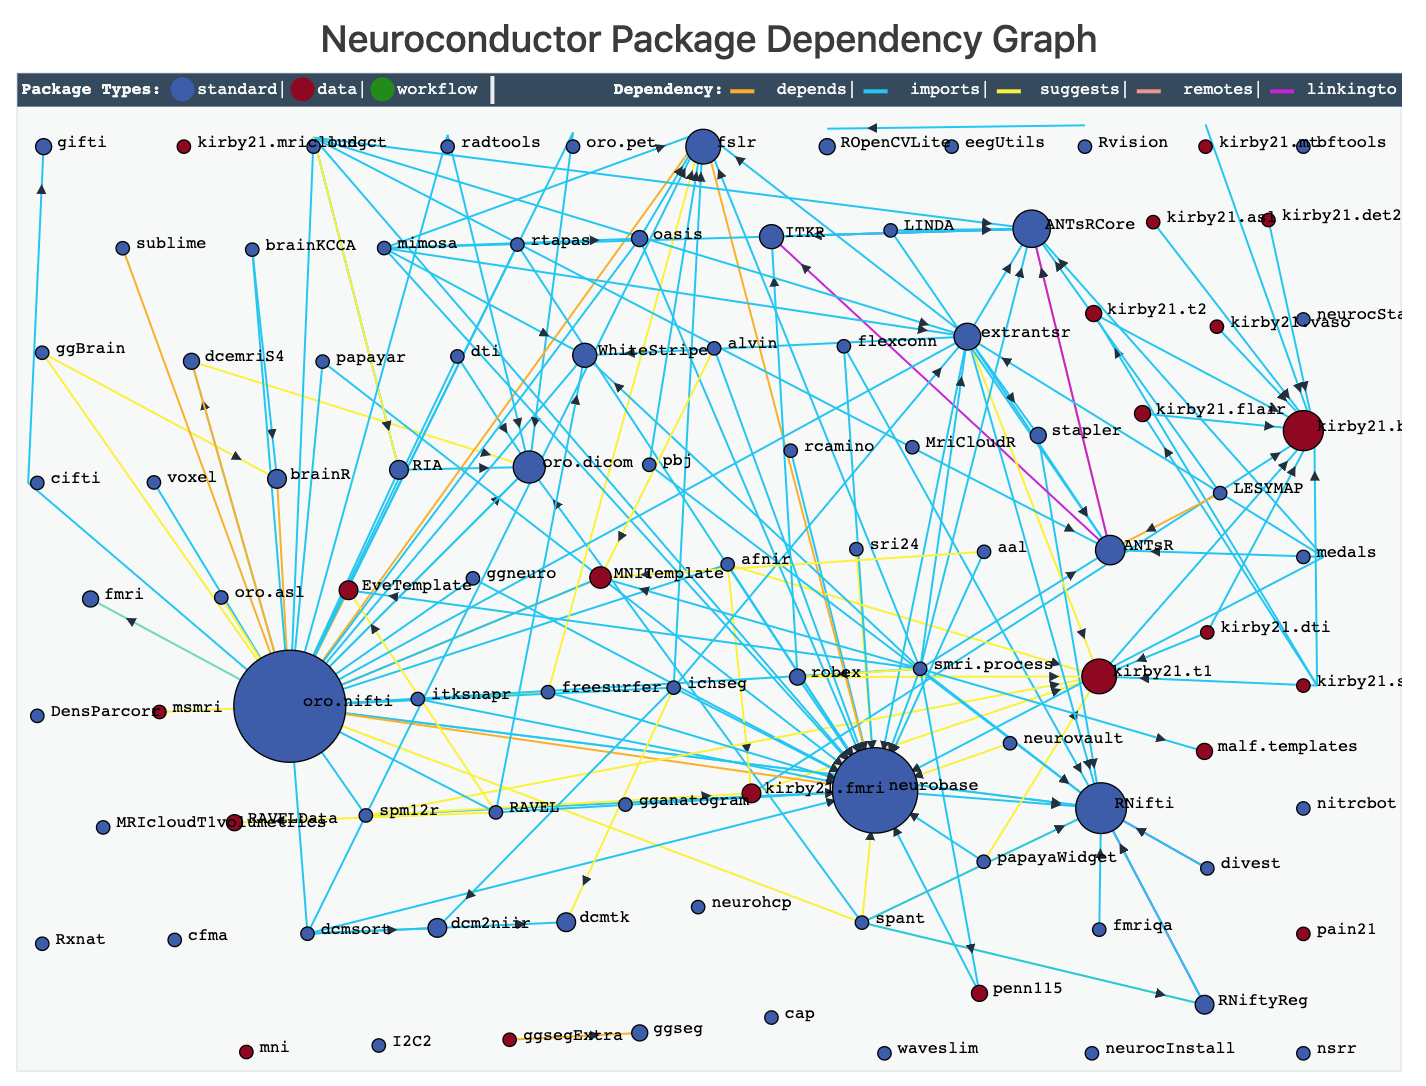 Neuroconductor Package Dependency Graph
Package Types: standard| data| workflow Dependency: depends| imports| suggests| remotes| linkingto
gifti kirby21.mricloud radtools oro.pet fslr ROpenCVLite eegUtils Rvision kirby21.mtbi
ANTsRCore kirby21.asl kirby21.det2
sublime brainKCCA mimosa rtapas oasis ITKR LINDA
kirby21.t2 kirby21.vaso neurocSta
ggBrain dcemriS4 papayar dti WhiteStripe alvin flexconn extrantsr
kirby21.flair kirby21.b
cifti voxel brainR RIA oro.dicom pbj rcamino MriCloudR stapler
LESYMAP
sri24 aal ANTsR medals
fmri oro.asl EveTemplate ggneuro MNITemplate afnir
kirby21.dti
DensParcorr msmri oro.nifti itksnapr freesurfer ichseg robex smri.process kirby21.t1 kirby21.s
neurovault malf.templates
MRIcloudT1volumetrics RAVELData spm12r RAVEL gganatogram kirby21.fmri neurobase RNifti nitrcbot
papayaWidget divest
Rxnat cfma dcmsort dcm2niir dcmtk neurohcp spant fmriqa pain21
penn115 RNiftyReg
mni I2C2 ggsegExtra ggseg cap waveslim neurocInstall nsrr